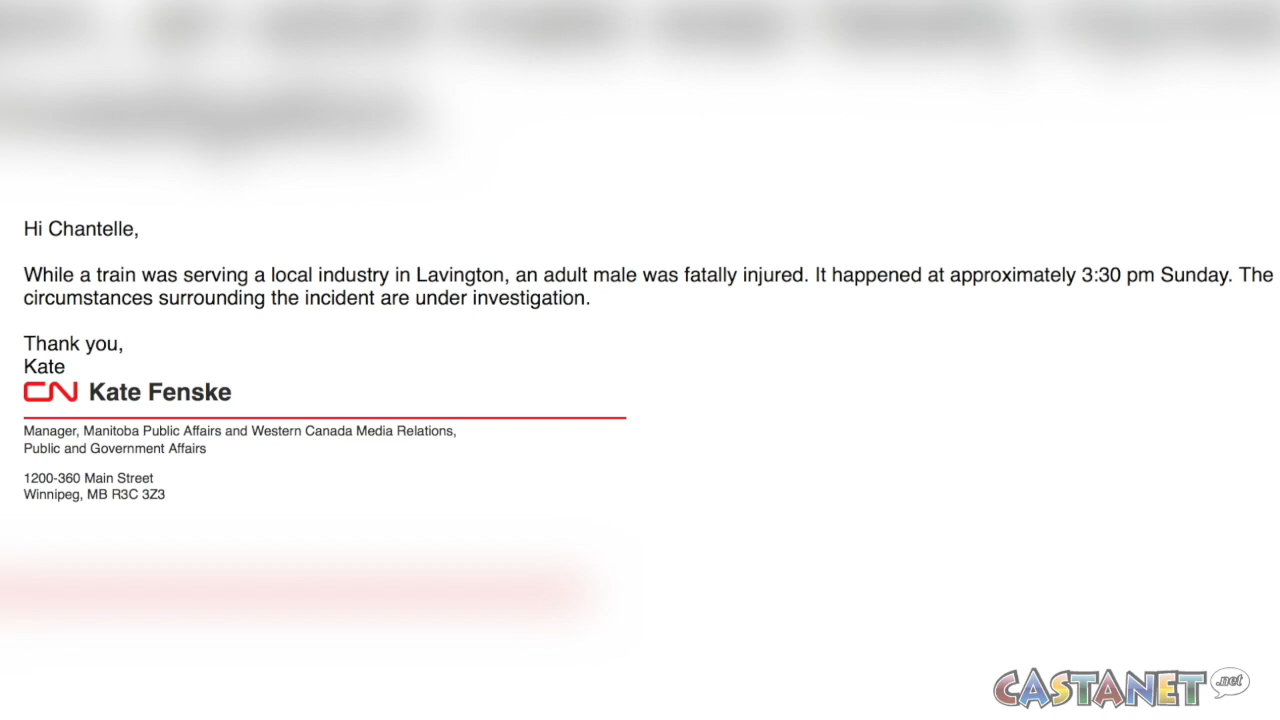 Hi Chantelle,
While a train was serving a local industry in Lavington, an adult male was fatally injured. It happened at approximately 3:30 pm Sunday. The
circumstances surrounding the incident are under investigation.
Thank you,
Kate
CN Kate Fenske
Manager, Manitoba Public Affairs and Western Canada Media Relations,
Public and Government Affairs
1200-360 Main Street
Winnipeg, MB R3C 3Z3
CASTANET .net